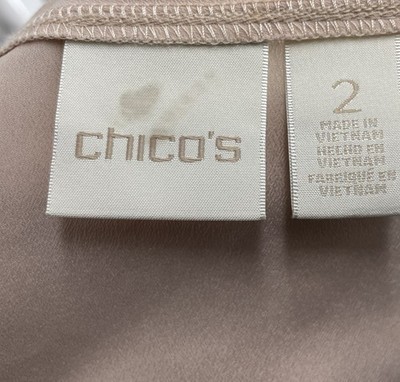 chico's
2
MADE IN
VIETNAM
HECHO EN
VIETNAM
FABRIQUÉ EN
VIETNAM